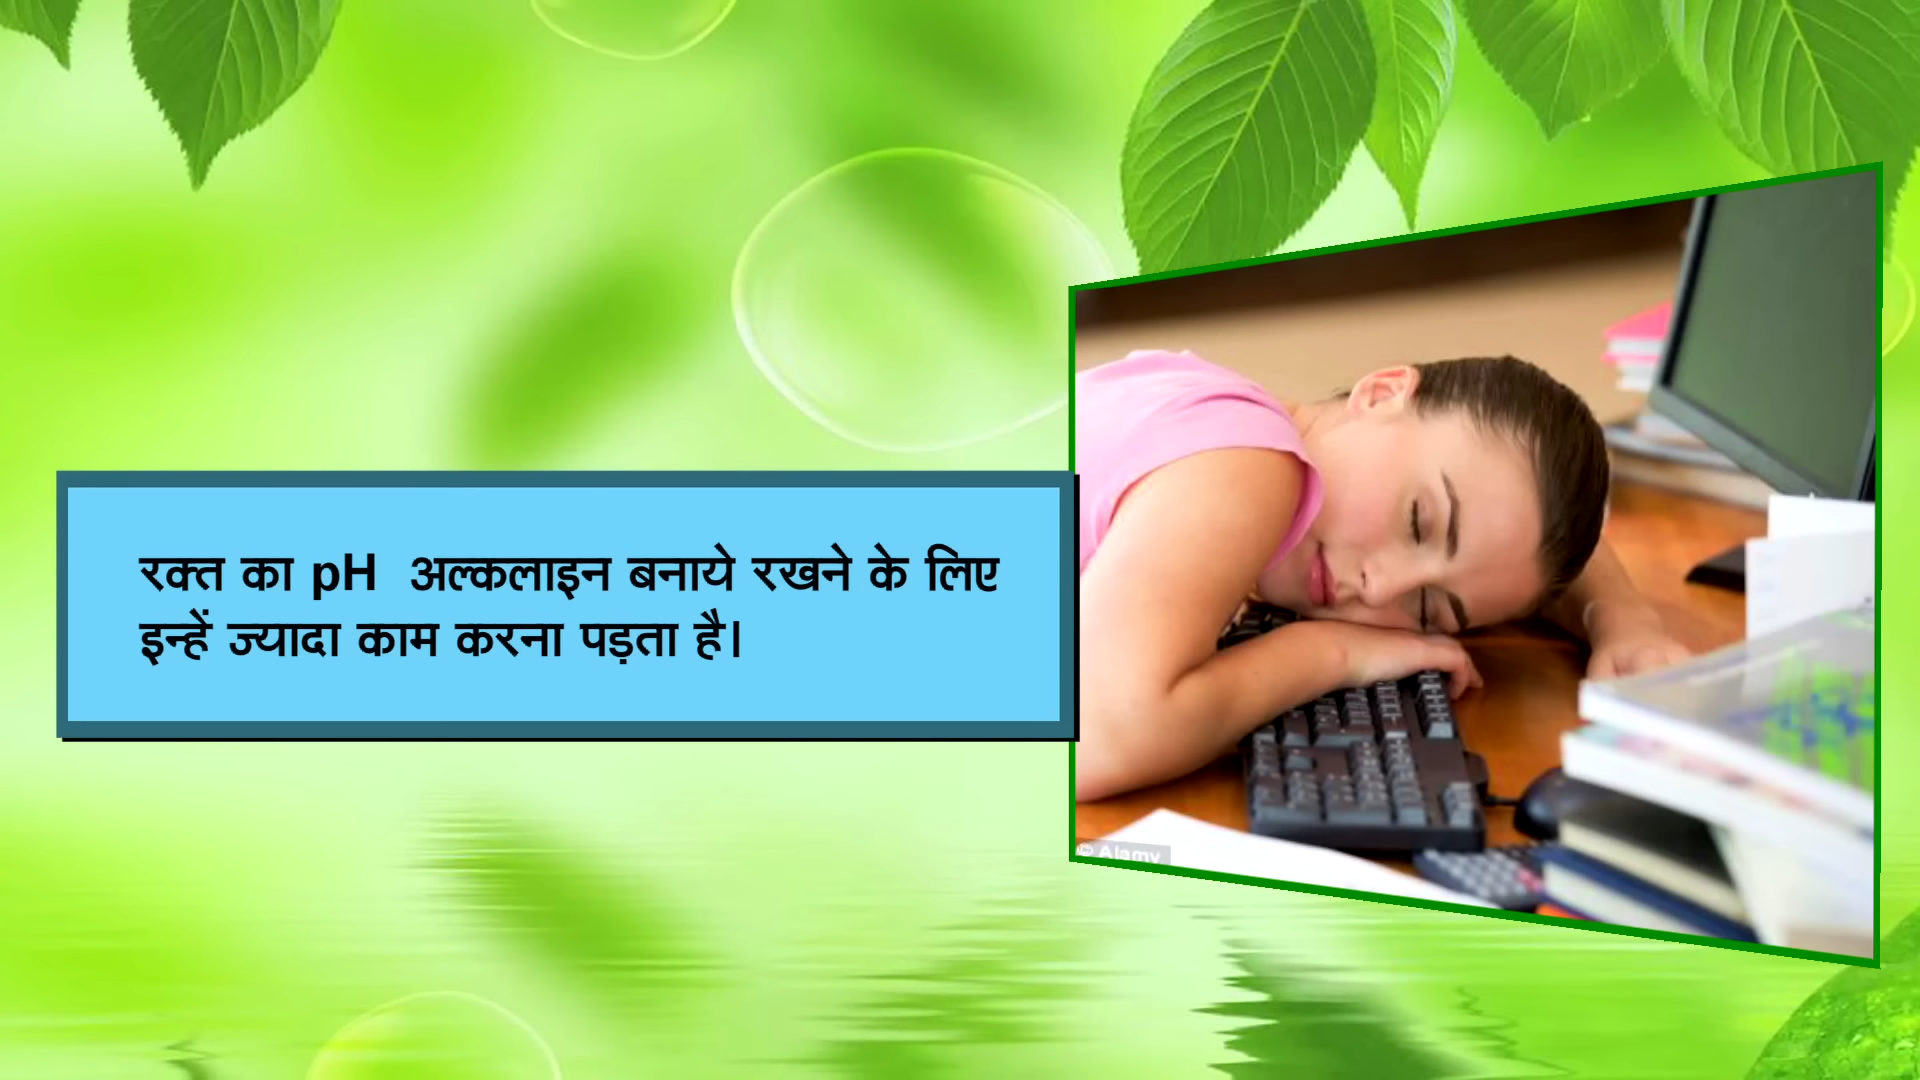 रक्त का pH अल्कलाइन बनाये रखने के लिए
इन्हें ज्यादा काम करना पड़ता है।
© Alamy